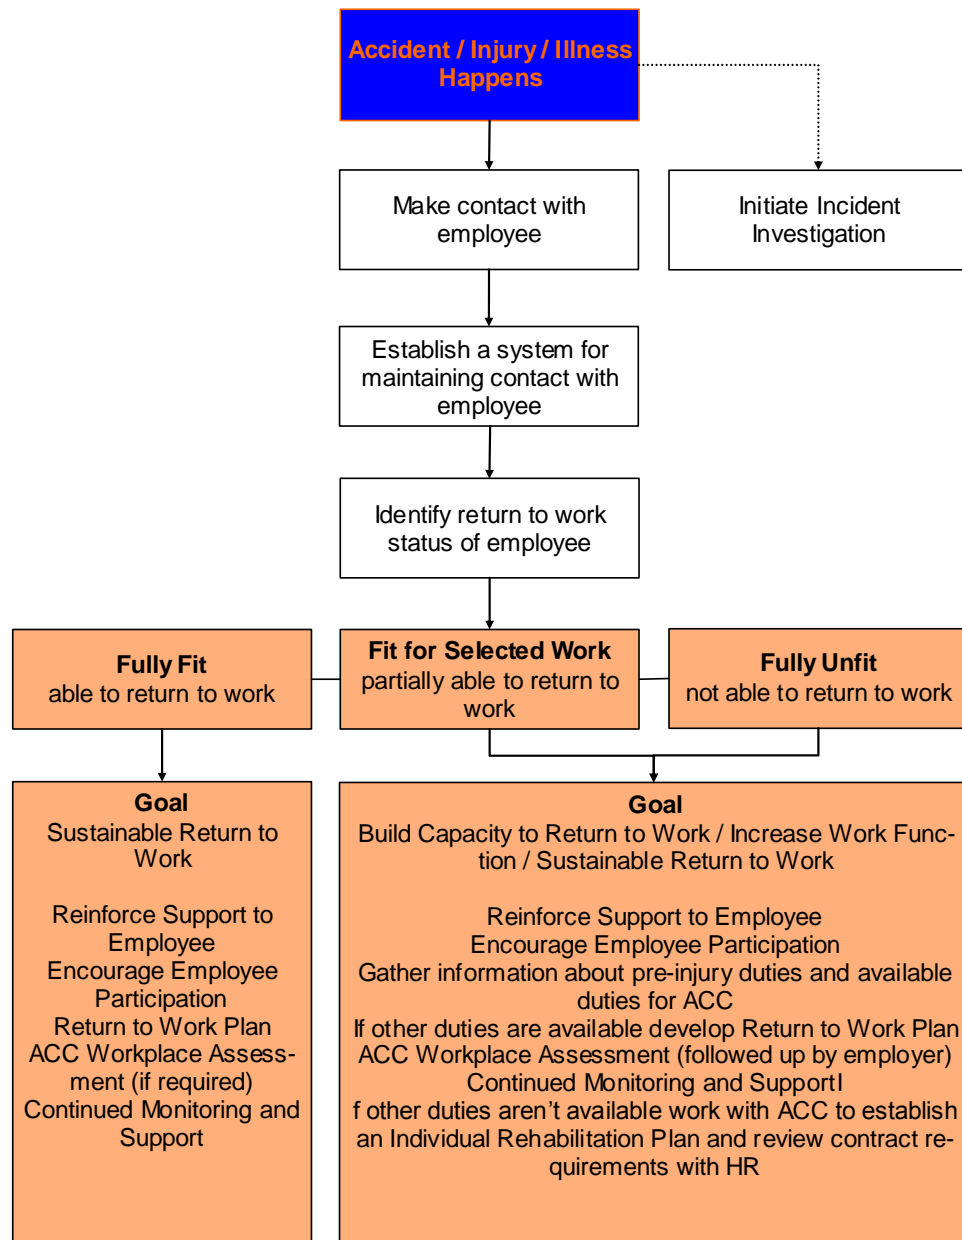 Accident / Injury / Illness
Happens
Make contact with
employee
Initiate Incident
Investigation
Establish a system for
maintaining contact with
employee
Identify return to work
status of employee
Fully Fit
able to return to work
Fit for Selected Work
partially able to return to
work
Fully Unfit
not able to return to work
Goal
Sustainable Return to
Work
Reinforce Support to
Employee
Encourage Employee
Participation
Return to Work Plan
ACC Workplace Assess-
ment (if required)
Continued Monitoring and
Support
Goal
Build Capacity to Return to Work / Increase Work Func-
tion / Sustainable Return to Work
Reinforce Support to Employee
Encourage Employee Participation
Gather information about pre-injury duties and available
duties for ACC
If other duties are available develop Return to Work Plan
ACC Workplace Assessment (followed up by employer)
Continued Monitoring and SupportI
f other duties aren't available work with ACC to establish
an Individual Rehabilitation Plan and review contract re-
quirements with HR